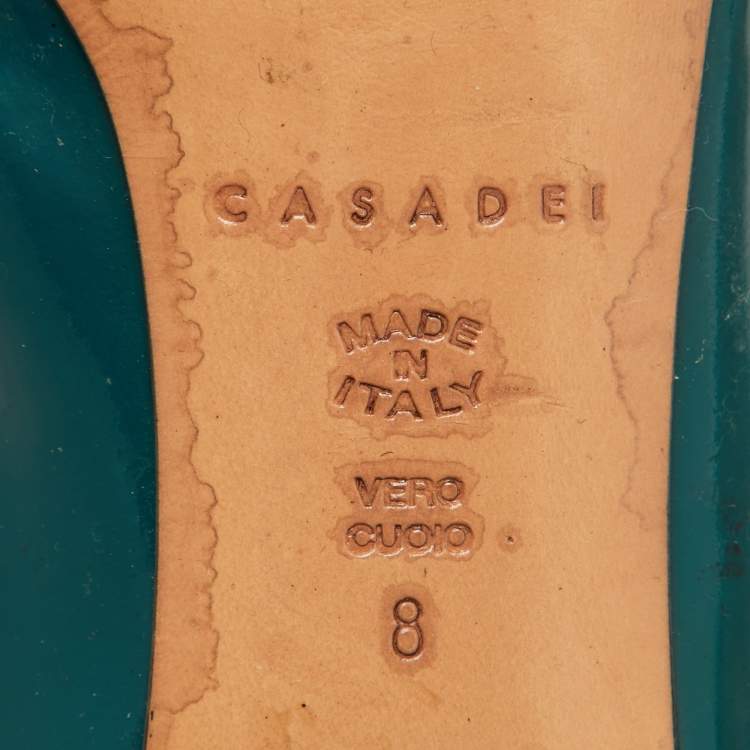 CASADEI
MADE
IN
ITALY
VERO
CUOIO
8